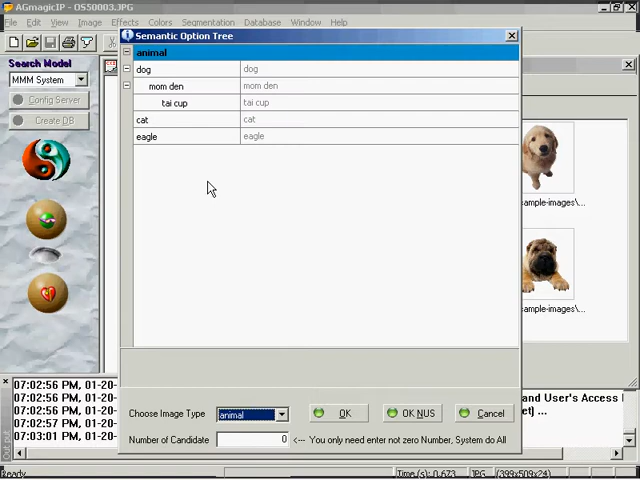 AGmagicIP - OS50003.JPG
File Edit View Image Effects Colors Segmentation Database Window Help
Semantic Option Tree
Search Model
MMM System
Config Server
Create DB
animal
dog dog
mom den mom den
tai cup tai cup
cat cat
eagle eagle
ample-images\...
ample-images\...
Choose Image Type animal OK OK NUS Cancel
Number of Candidate 0 <--- You only need enter not zero Number, System do All
07:02:56 PM, 01-20-
07:02:56 PM, 01-20-
07:02:56 PM, 01-20-
07:02:57 PM, 01-20-
07:03:01 PM, 01-20-
and User's Access
Out put
Ready Time (s): 0.673 JPG (399x509x24)